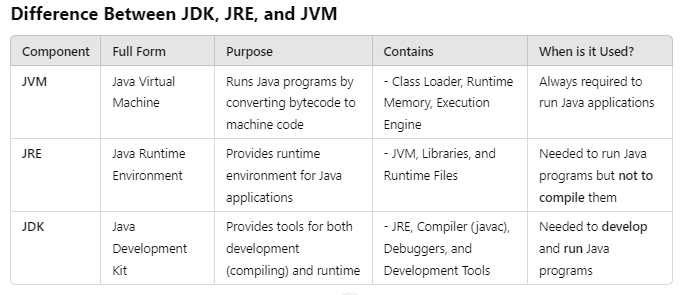 Difference Between JDK, JRE, and JVM
Component Full Form Purpose Contains When is it Used?
JVM Java Virtual Runs Java programs by - Class Loader, Runtime Always required to
Machine converting bytecode to Memory, Execution run Java applications
machine code Engine
JRE Java Runtime Provides runtime - JVM, Libraries, and Needed to run Java
Environment environment for Java Runtime Files programs but not to
applications compile them
JDK Java Provides tools for both - JRE, Compiler (javac), Needed to develop
Development development Debuggers, and and run Java
Kit (compiling) and runtime Development Tools programs